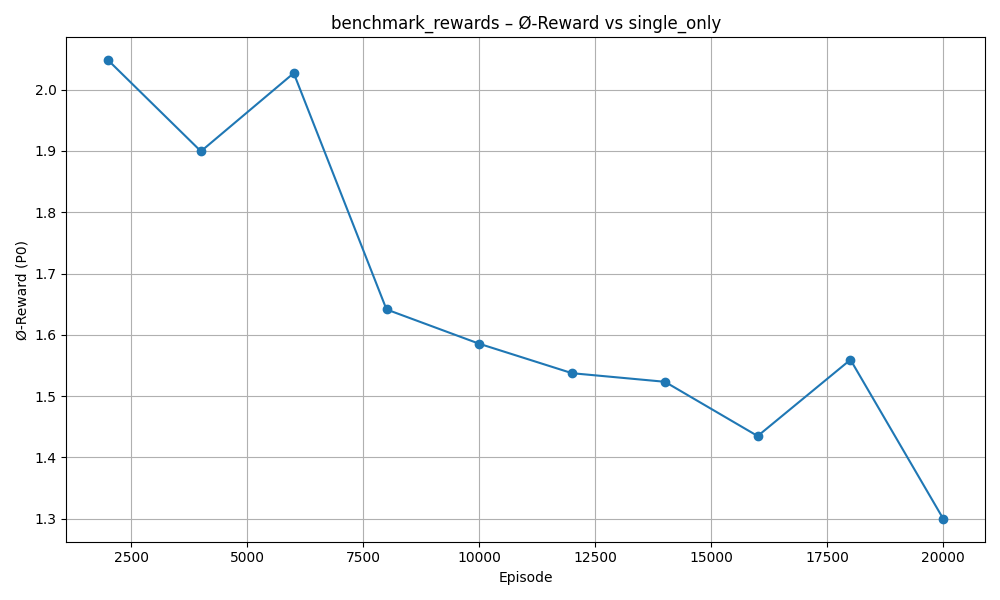 benchmark_rewards – Ø-Reward vs single_only
Ø-Reward (P0)
2.0
1.9
1.8
1.7
1.6
1.5
1.4
1.3
2500 5000 7500 10000 12500 15000 17500 20000
Episode